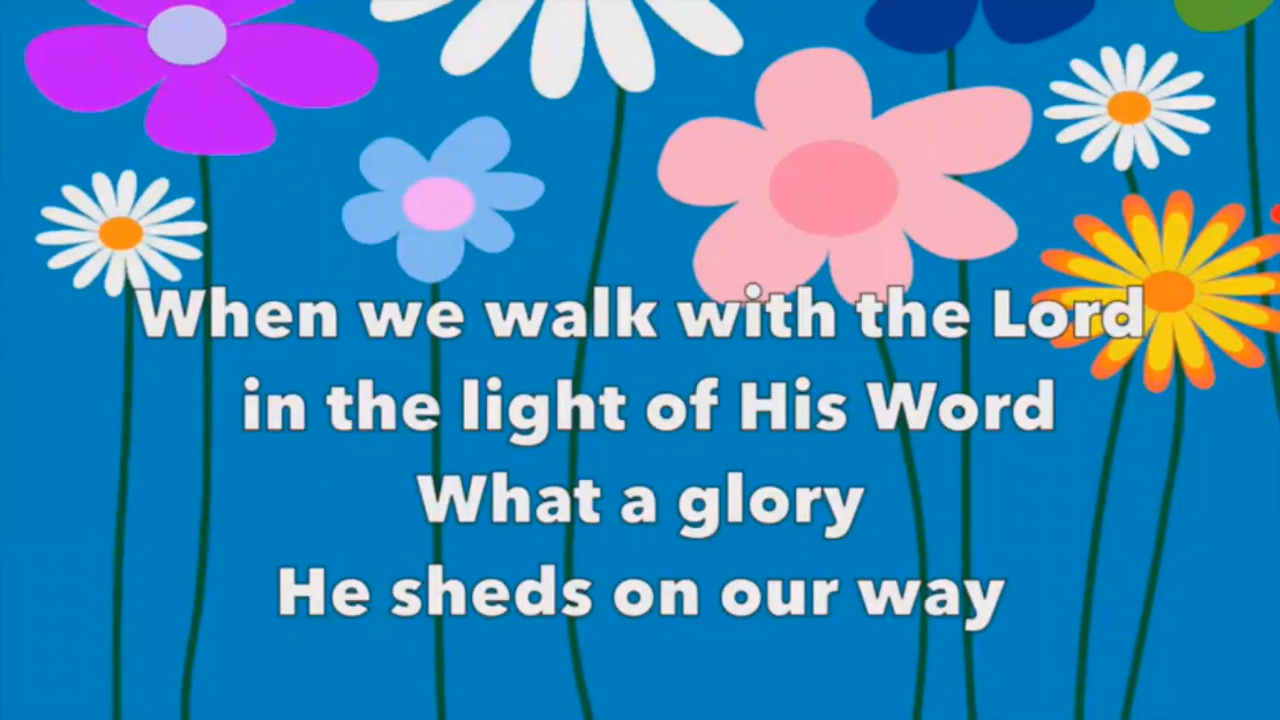 When we walk with the Lord
in the light of His Word
What a glory
He sheds on our way